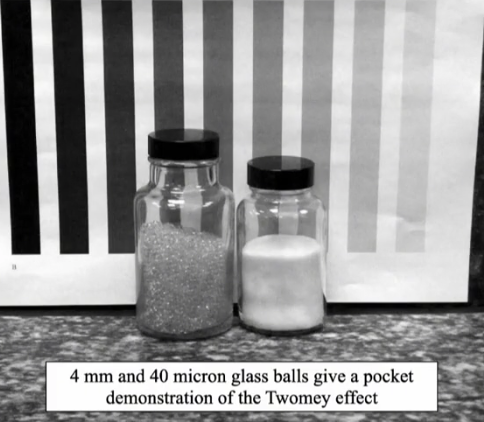 4 mm and 40 micron glass balls give a pocket
demonstration of the Twomey effect